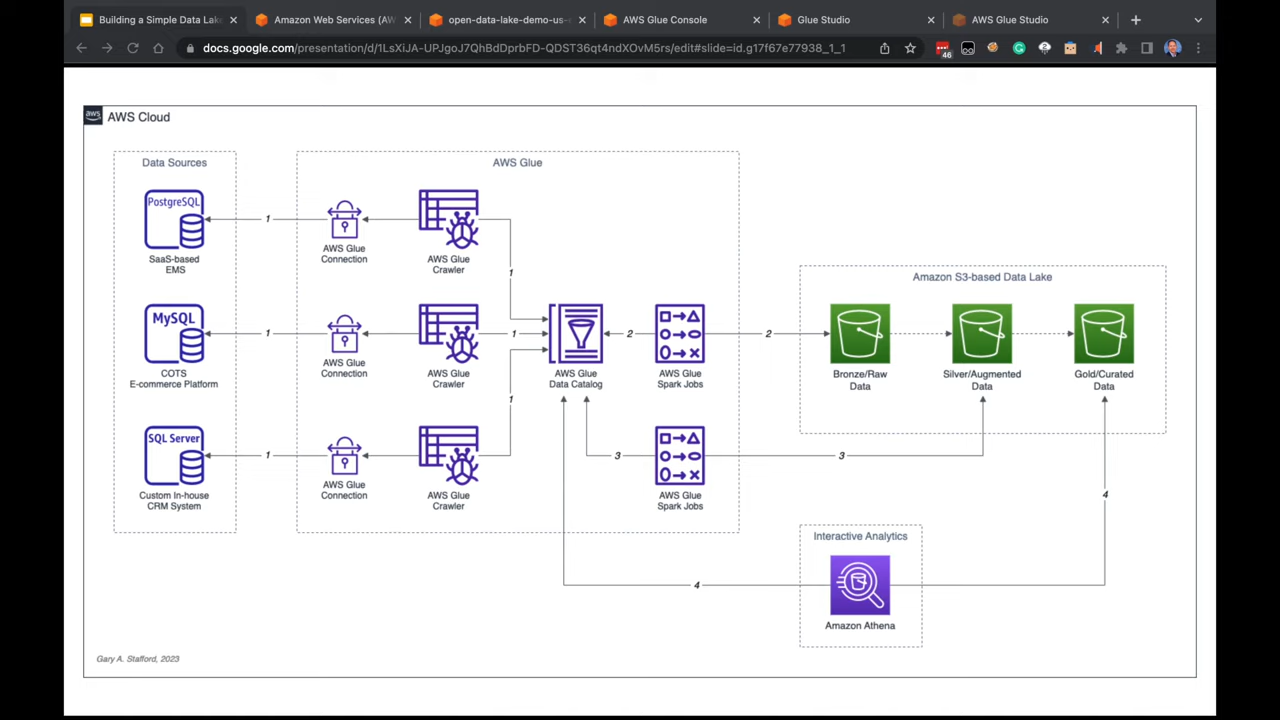 Building a Simple Data Lake
Amazon Web Services (AW
open-data-lake-demo-us-
AWS Glue Console
Glue Studio
AWS Glue Studio
docs.google.com/presentation/d/1LsXiJA-UPJgoJ7QhBdDprbFD-QDST36qt4ndXOvM5rs/edit#slide=id.g17f67e77938_1_1
46
aws
AWS Cloud
Data Sources
AWS Glue
PostgreSQL
SaaS-based
EMS
1
AWS Glue
Connection
AWS Glue
Crawler
1
MySQL
COTS
E-commerce Platform
1
AWS Glue
Connection
AWS Glue
Crawler
1
AWS Glue
Data Catalog
2
AWS Glue
Spark Jobs
2
Amazon S3-based Data Lake
Bronze/Raw
Data
Silver/Augmented
Data
Gold/Curated
Data
SQL Server
Custom In-house
CRM System
1
AWS Glue
Connection
AWS Glue
Crawler
1
3
AWS Glue
Spark Jobs
3
4
Interactive Analytics
4
Amazon Athena
Gary A. Stafford, 2023